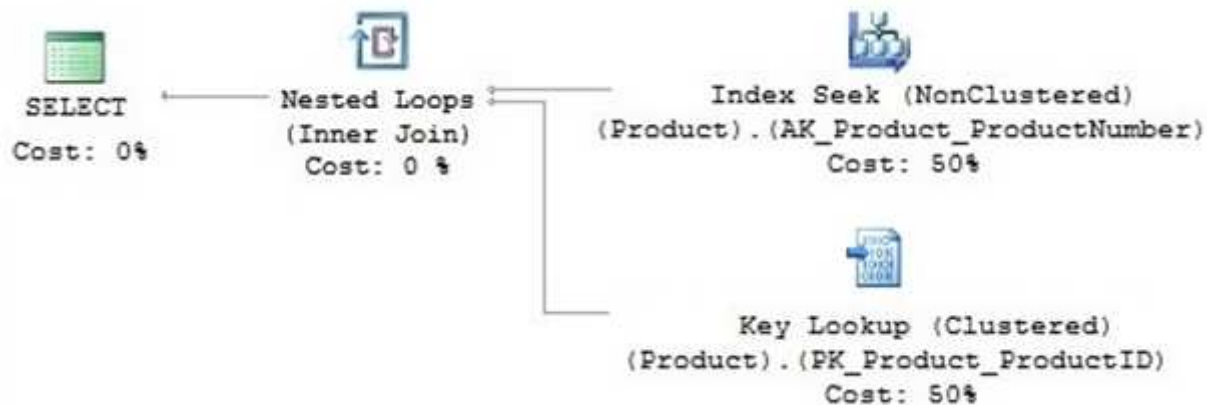 SELECT
Cost: 0%
Nested Loops
(Inner Join)
Cost: 0 %
Index Seek (NonClustered)
(Product).(AK_Product_ProductNumber)
Cost: 50%
Key Lookup (Clustered)
(Product).(PK_Product_ProductID)
Cost: 50%